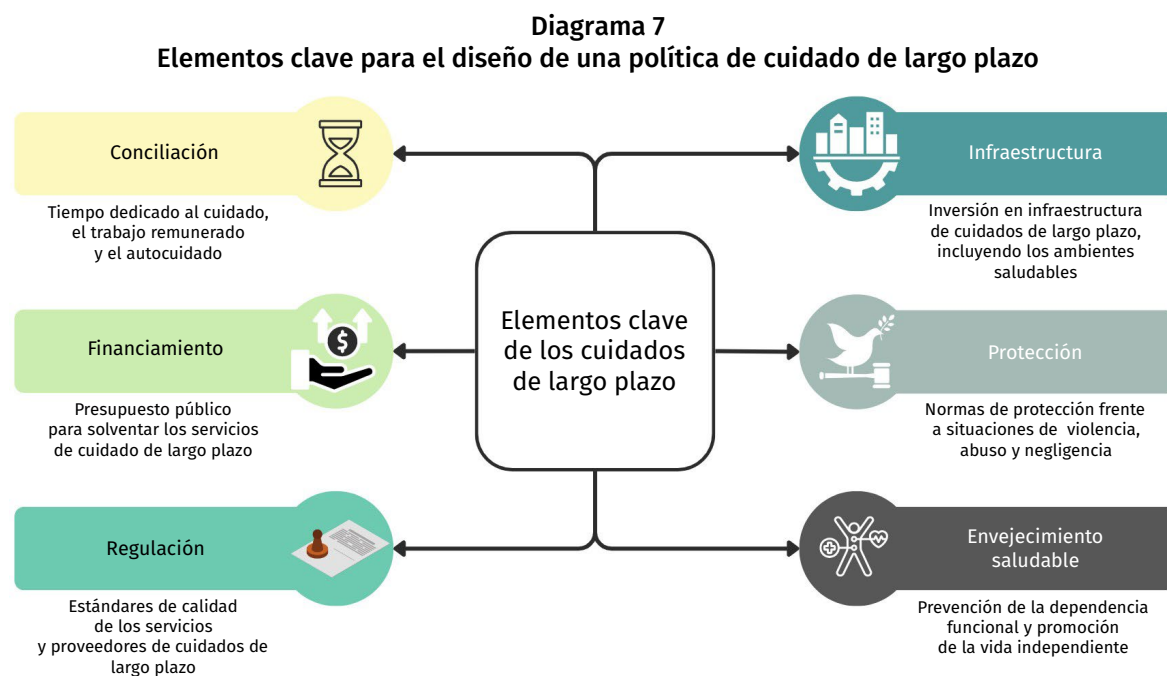 Diagrama 7
Elementos clave para el diseño de una política de cuidado de largo plazo
Conciliación
Tiempo dedicado al cuidado,
el trabajo remunerado
y el autocuidado
Financiamiento
Presupuesto público
para solventar los servicios
de cuidado de largo plazo
Regulación
Estándares de calidad
de los servicios
y proveedores de cuidados de
largo plazo
Elementos clave
de los cuidados
de largo plazo
Infraestructura
Inversión en infraestructura
de cuidados de largo plazo,
incluyendo los ambientes
saludables
Protección
Normas de protección frente
a situaciones de violencia,
abuso y negligencia
Envejecimiento
saludable
Prevención de la dependencia
funcional y promoción
de la vida independiente